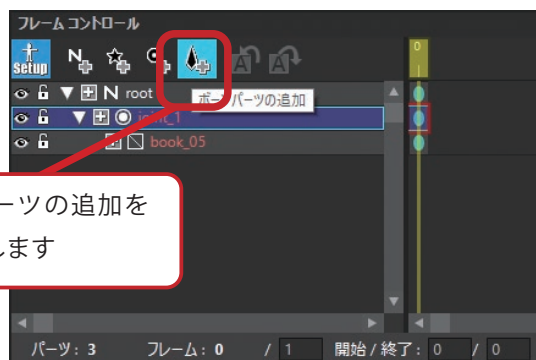 フレームコントロール
Setup
0
N root
ボーンパーツの追加
joint_1
book_05
ーツの追加を
します
パーツ: 3 フレーム: 0 / 1 開始/終了: 0 / 0